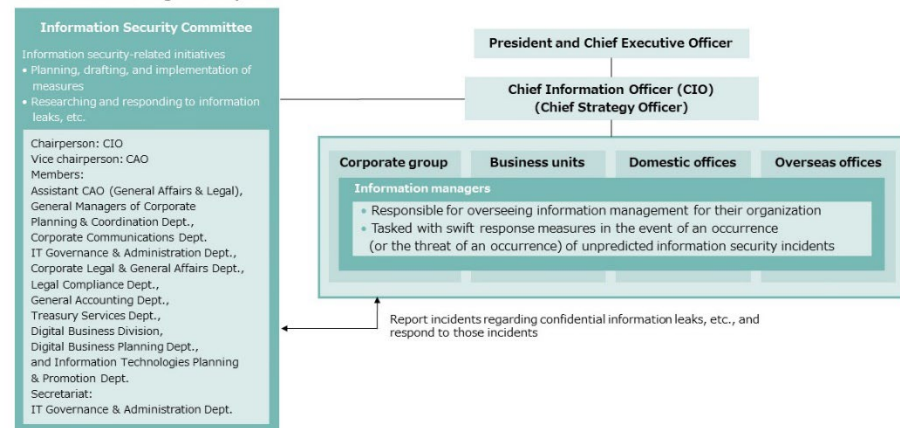 Information Security Committee
Information security-related initiatives
• Planning, drafting, and implementation of
measures
• Researching and responding to information
leaks, etc.
Chairperson: CIO
Vice chairperson: CAO
Members:
Assistant CAO (General Affairs & Legal),
General Managers of Corporate
Planning & Coordination Dept.,
Corporate Communications Dept.
IT Governance & Administration Dept.,
Corporate Legal & General Affairs Dept.,
Legal Compliance Dept.,
General Accounting Dept.,
Treasury Services Dept.,
Digital Business Division,
Digital Business Planning Dept.,
and Information Technologies Planning
& Promotion Dept.
Secretariat:
IT Governance & Administration Dept.
President and Chief Executive Officer
Chief Information Officer (CIO)
(Chief Strategy Officer)
Corporate group Business units Domestic offices Overseas offices
Information managers
• Responsible for overseeing information management for their organization
• Tasked with swift response measures in the event of an occurrence
(or the threat of an occurrence) of unpredicted information security incidents
Report incidents regarding confidential information leaks, etc., and
respond to those incidents